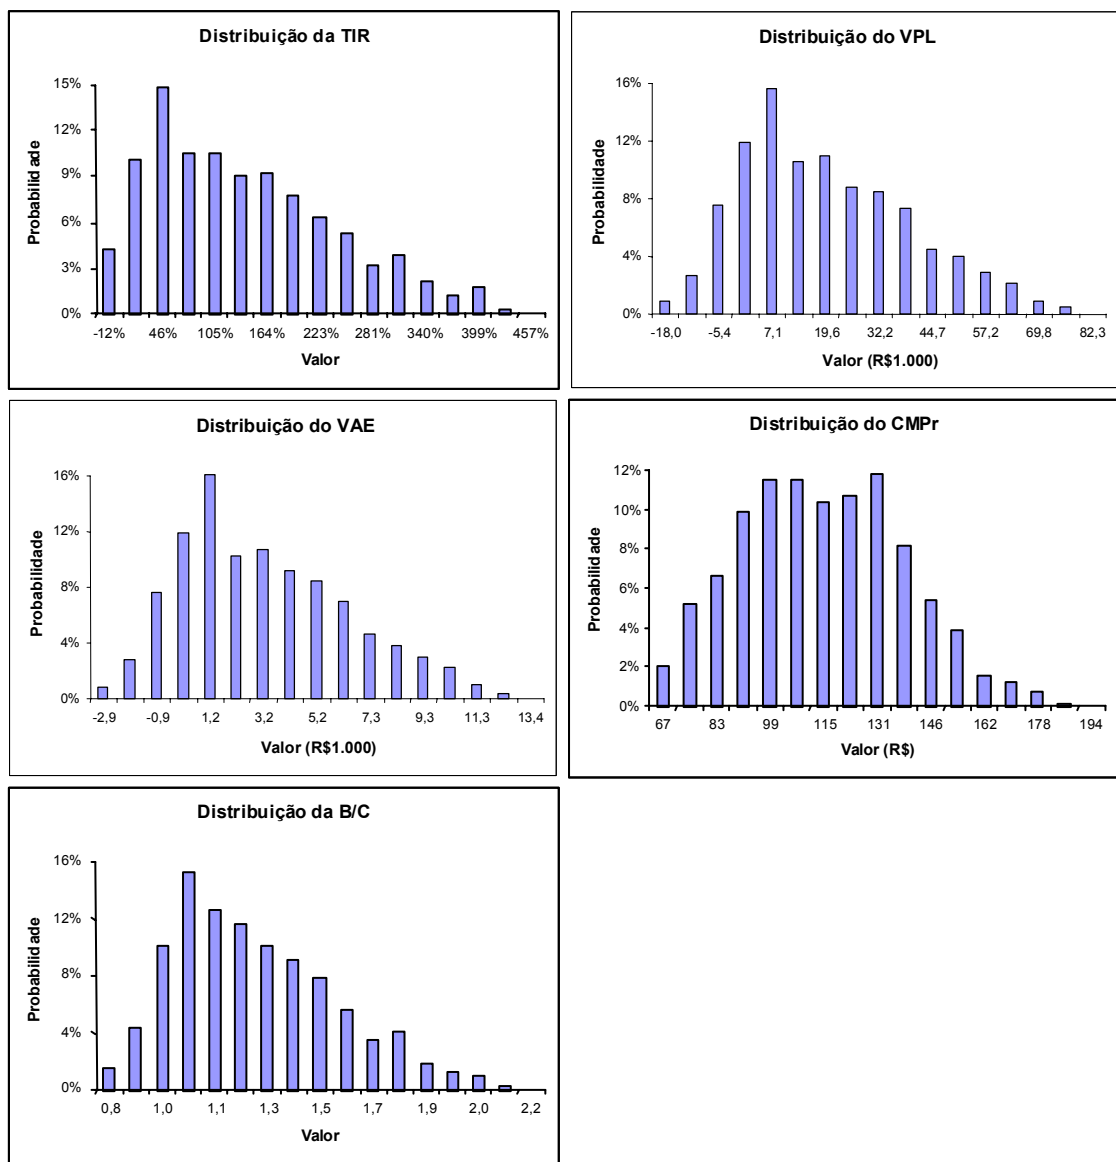 Distribuição da TIR
Probabilidade
15%
12%
9%
6%
3%
0%
-12% 46% 105% 164% 223% 281% 340% 399% 457%
Valor
Distribuição do VPL
Probabilidade
16%
12%
8%
4%
0%
-18,0 -5,4 7,1 19,6 32,2 44,7 57,2 69,8 82,3
Valor (R$1.000)
Distribuição do VAE
Probabilidade
16%
12%
8%
4%
0%
-2,9 -0,9 1,2 3,2 5,2 7,3 9,3 11,3 13,4
Valor (R$1.000)
Distribuição do CMPr
Probabilidade
12%
10%
8%
6%
4%
2%
0%
67 83 99 115 131 146 162 178 194
Valor (R$)
Distribuição da B/C
Probabilidade
16%
12%
8%
4%
0%
0,8 1,0 1,1 1,3 1,5 1,7 1,9 2,0 2,2
Valor